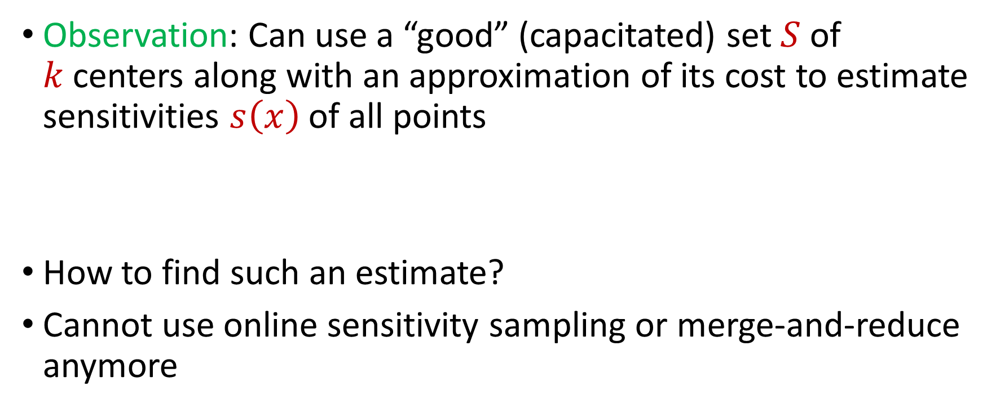 • Observation: Can use a “good” (capacitated) set S of
k centers along with an approximation of its cost to estimate
sensitivities s(x) of all points
• How to find such an estimate?
• Cannot use online sensitivity sampling or merge-and-reduce
anymore